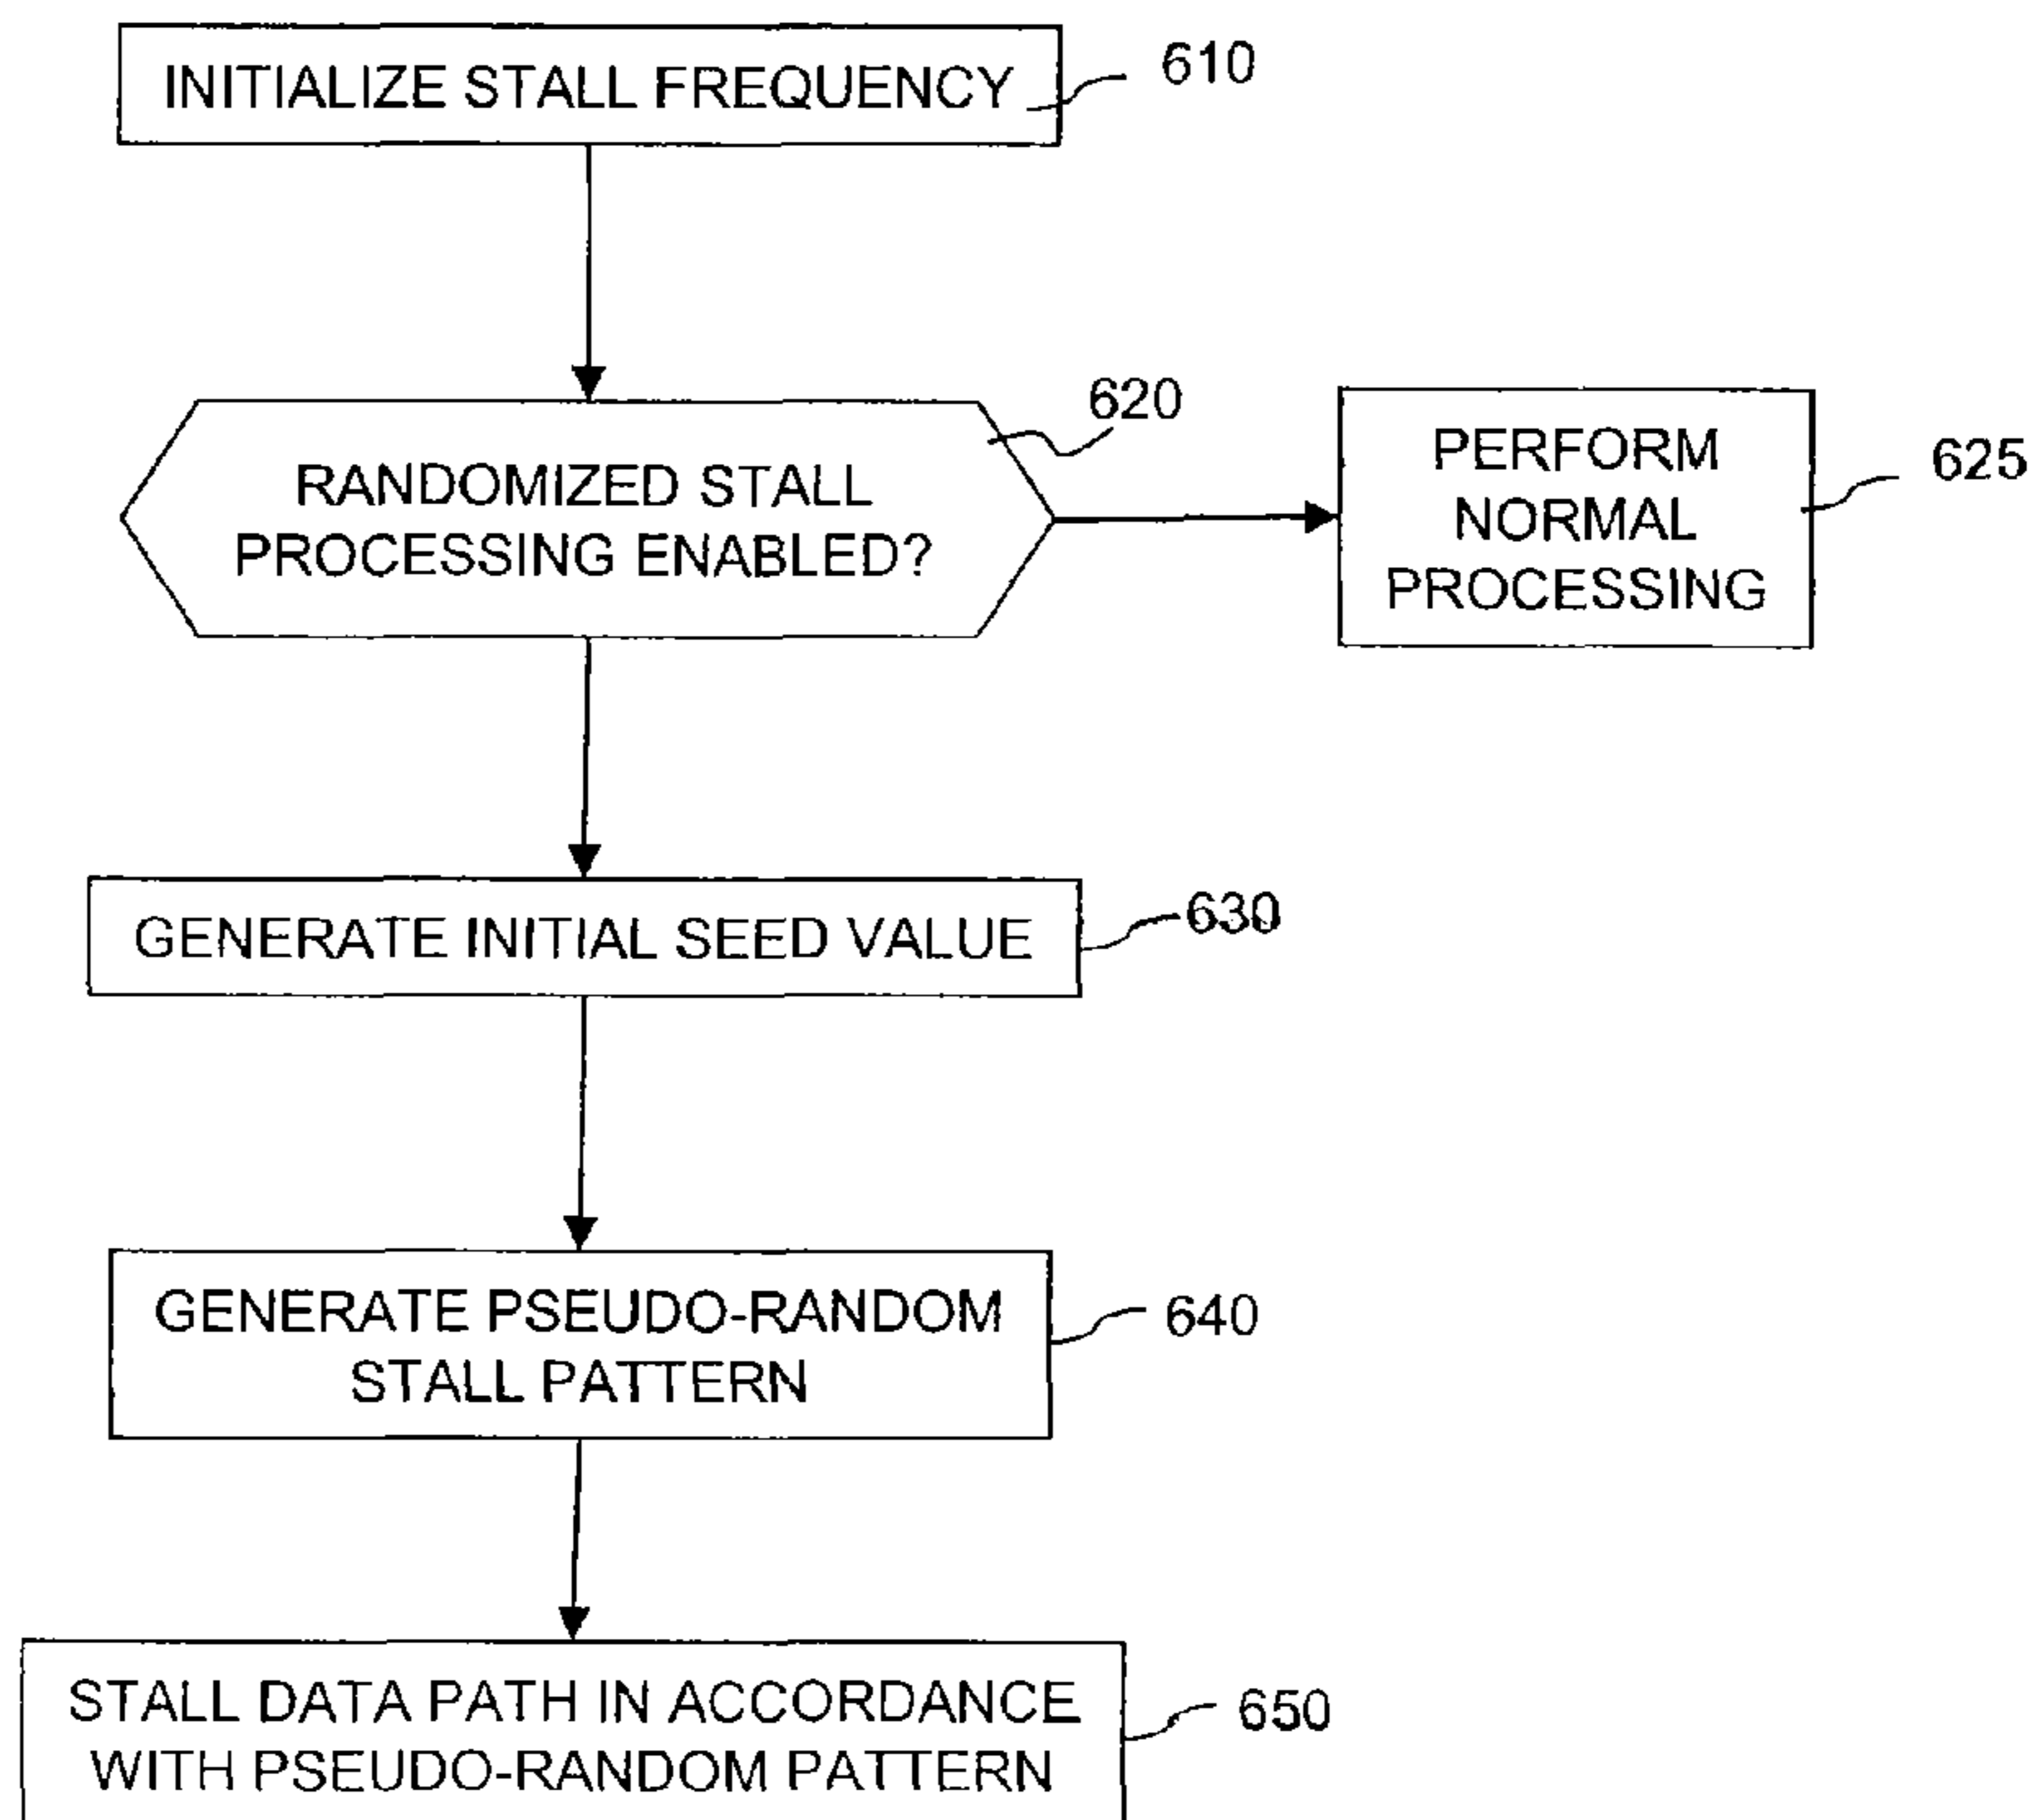 INITIALIZE STALL FREQUENCY
610
RANDOMIZED STALL
PROCESSING ENABLED?
620
PERFORM
NORMAL
PROCESSING
625
GENERATE INITIAL SEED VALUE
630
GENERATE PSEUDO-RANDOM
STALL PATTERN
640
STALL DATA PATH IN ACCORDANCE
WITH PSEUDO-RANDOM PATTERN
650